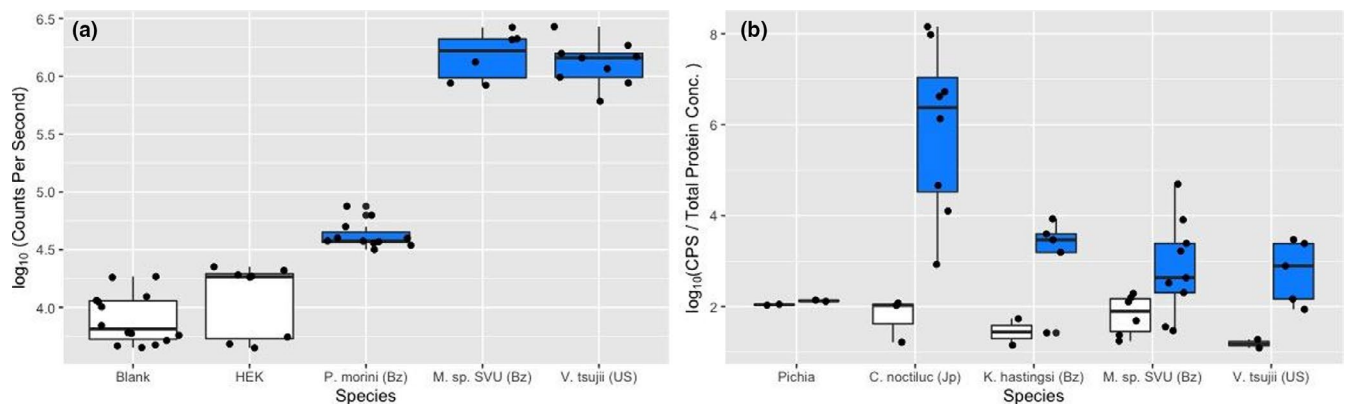 (a)
log10 (Counts Per Second)
6.5
6.0
5.5
5.0
4.5
4.0
Blank HEK P. morini (Bz) M. sp. SVU (Bz) V. tsujii (US)
Species
(b)
log10(CPS / Total Protein Conc. )
8
6
4
2
Pichia C. noctiluc (Jp) K. hastingsi (Bz) M. sp. SVU (Bz) V. tsujii (US)
Species